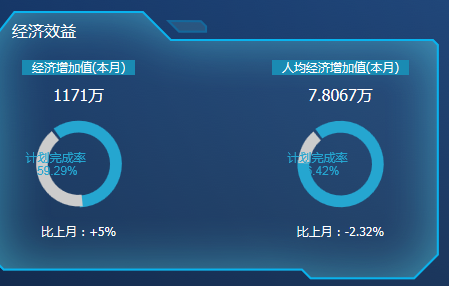 经济效益
经济增加值(本月)
人均经济增加值(本月)
1171万
7.8067万
计划完成率
59.29%
计划完成率
6.42%
比上月：+5%
比上月：-2.32%